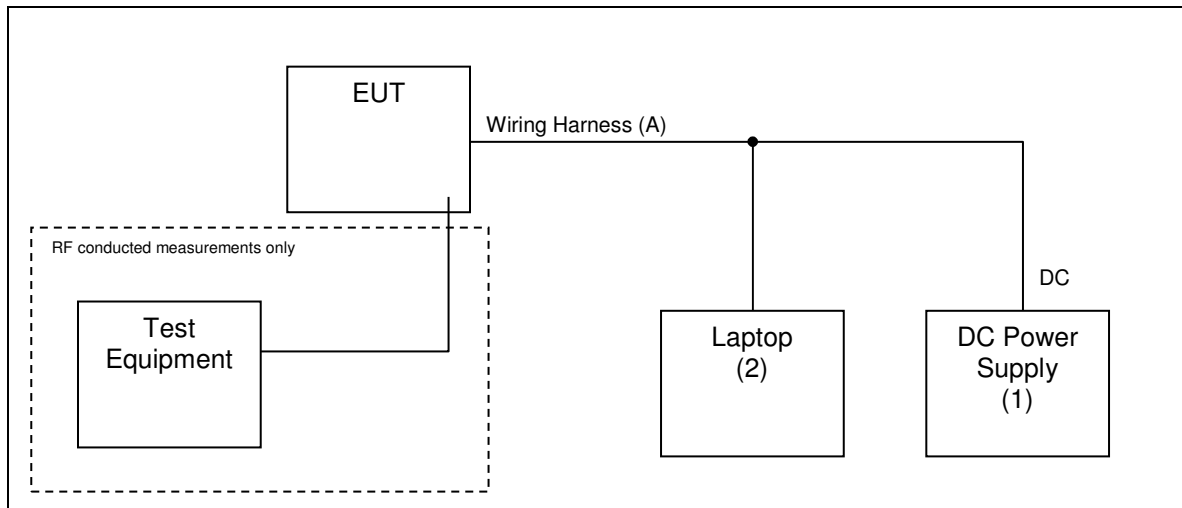 EUT
Wiring Harness (A)
RF conducted measurements only
DC
Test
Equipment
Laptop
(2)
DC Power
Supply
(1)